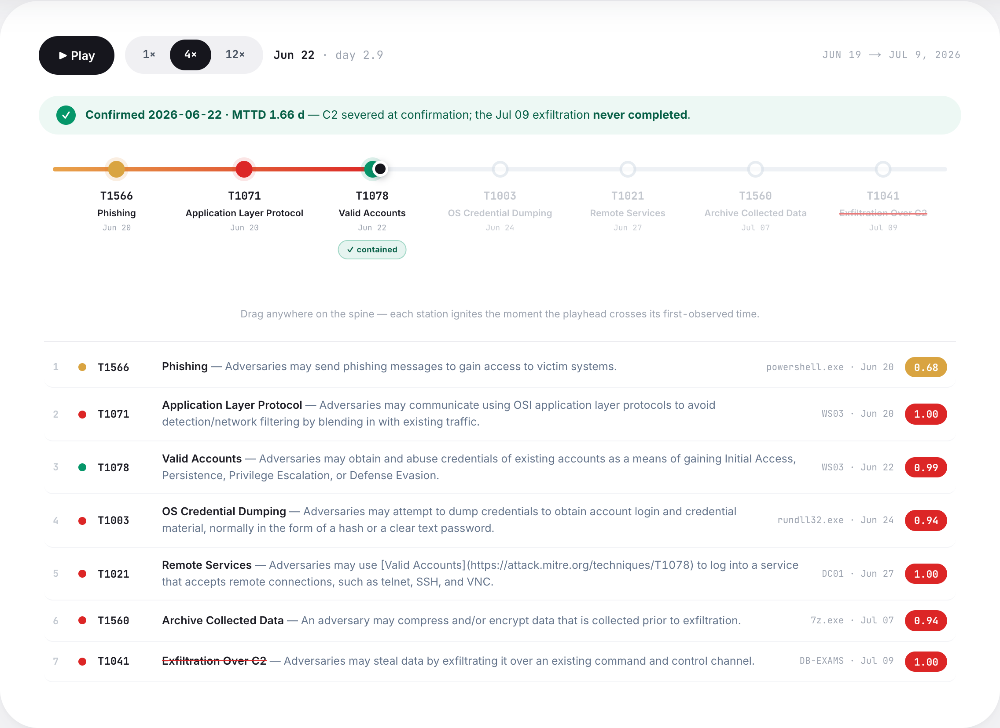 ▶ Play
1× 4× 12×
Jun 22 · day 2.9
JUN 19 → JUL 9, 2026
Confirmed 2026-06-22 · MTTD 1.66 d — C2 severed at confirmation; the Jul 09 exfiltration never completed.
T1566
Phishing
Jun 20
T1071
Application Layer Protocol
Jun 20
T1078
Valid Accounts
Jun 22
✓ contained
T1003
OS Credential Dumping
Jun 24
T1021
Remote Services
Jun 27
T1560
Archive Collected Data
Jul 07
T1041
Exfiltration Over C2
Jul 09
Drag anywhere on the spine — each station ignites the moment the playhead crosses its first-observed time.
1 T1566 Phishing — Adversaries may send phishing messages to gain access to victim systems. powershell.exe · Jun 20 0.68
2 T1071 Application Layer Protocol — Adversaries may communicate using OSI application layer protocols to avoid
detection/network filtering by blending in with existing traffic. WS03 · Jun 20 1.00
3 T1078 Valid Accounts — Adversaries may obtain and abuse credentials of existing accounts as a means of gaining Initial Access,
Persistence, Privilege Escalation, or Defense Evasion. WS03 · Jun 22 0.99
4 T1003 OS Credential Dumping — Adversaries may attempt to dump credentials to obtain account login and credential
material, normally in the form of a hash or a clear text password. rundll32.exe · Jun 24 0.94
5 T1021 Remote Services — Adversaries may use [Valid Accounts](https://attack.mitre.org/techniques/T1078) to log into a service
that accepts remote connections, such as telnet, SSH, and VNC. DC01 · Jun 27 1.00
6 T1560 Archive Collected Data — An adversary may compress and/or encrypt data that is collected prior to exfiltration. 7z.exe · Jul 07 0.94
7 T1041 Exfiltration Over C2 — Adversaries may steal data by exfiltrating it over an existing command and control channel. DB-EXAMS · Jul 09 1.00